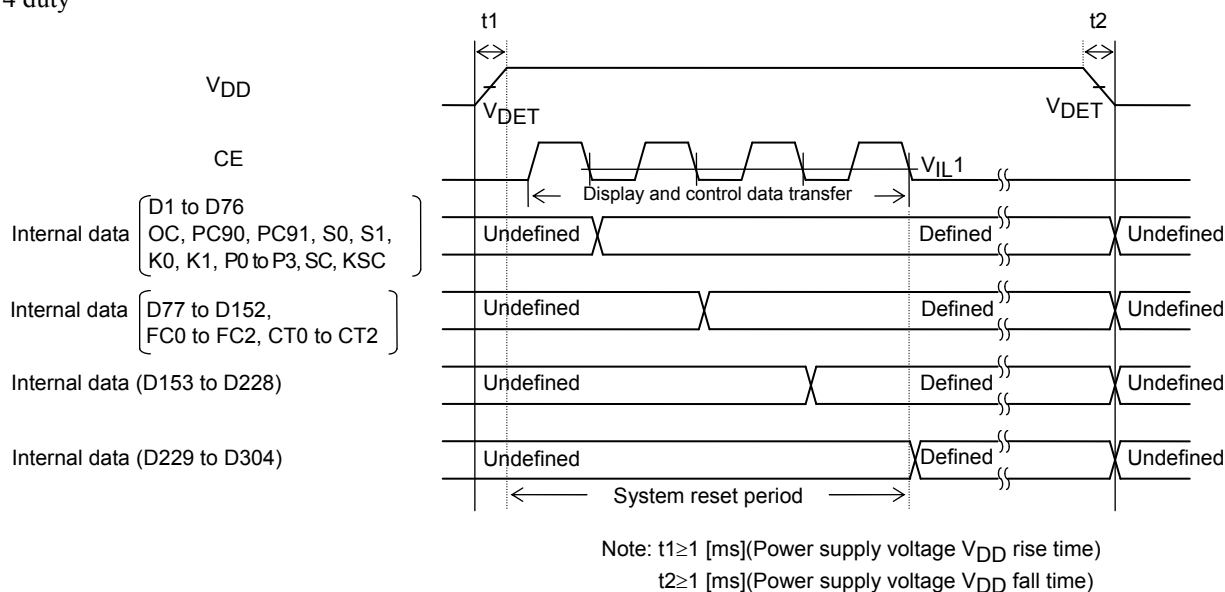 4 duty
t1
t2
VDD
VDET
VDET
CE
VIL1
Display and control data transfer
D1 to D76
Internal data
OC, PC90, PC91, S0, S1,
K0, K1, P0 to P3, SC, KSC
Undefined
Defined
Undefined
Internal data
D77 to D152,
FC0 to FC2, CT0 to CT2
Undefined
Defined
Undefined
Internal data (D153 to D228)
Undefined
Defined
Undefined
Internal data (D229 to D304)
Undefined
Defined
Undefined
System reset period
Note: t1≥1 [ms](Power supply voltage VDD rise time)
t2≥1 [ms](Power supply voltage VDD fall time)